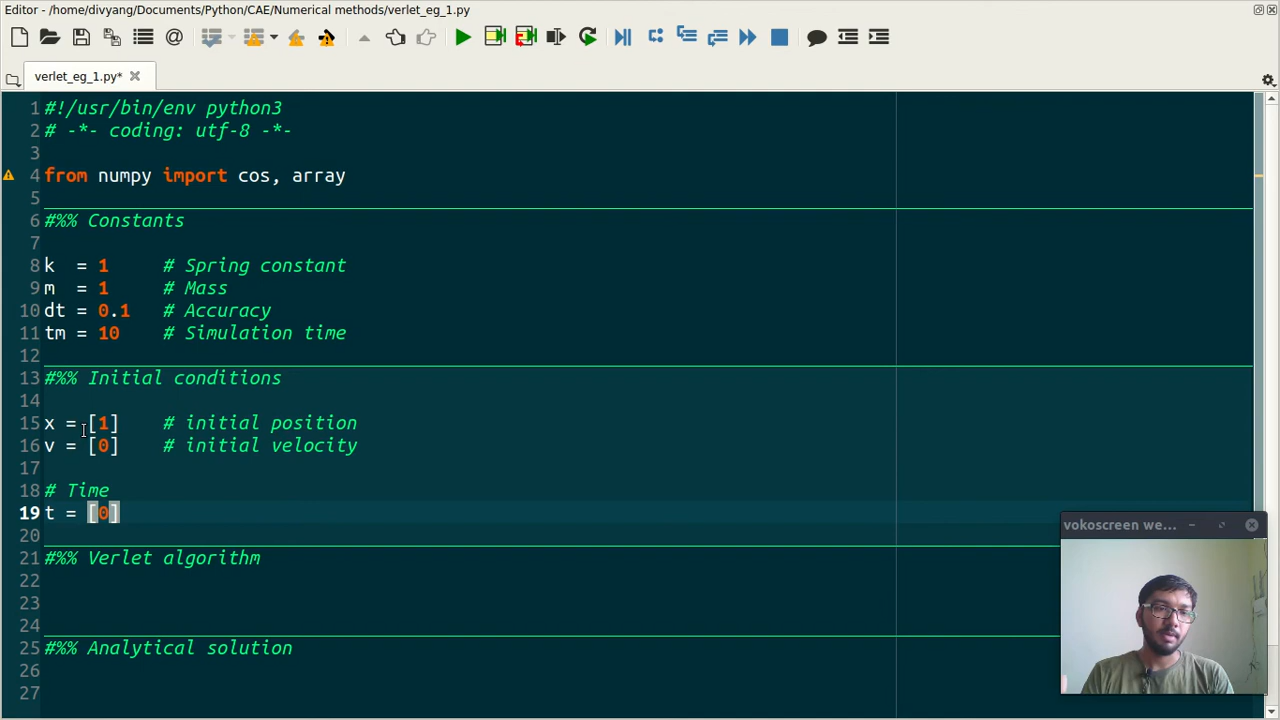 Editor - /home/divyang/Documents/Python/CAE/Numerical methods/verlet_eg_1.py
verlet_eg_1.py*
1 #!/usr/bin/env python3
2 # -*- coding: utf-8 -*-
3
4 from numpy import cos, array
5
6 #%% Constants
7
8 k  = 1     # Spring constant
9 m  = 1     # Mass
10 dt = 0.1   # Accuracy
11 tm = 10    # Simulation time
12
13 #%% Initial conditions
14
15 x = [1]    # initial position
16 v = [0]    # initial velocity
17
18 # Time
19 t = [0]
20
21 #%% Verlet algorithm
22
23
24
25 #%% Analytical solution
26
27
vokoscreen we...